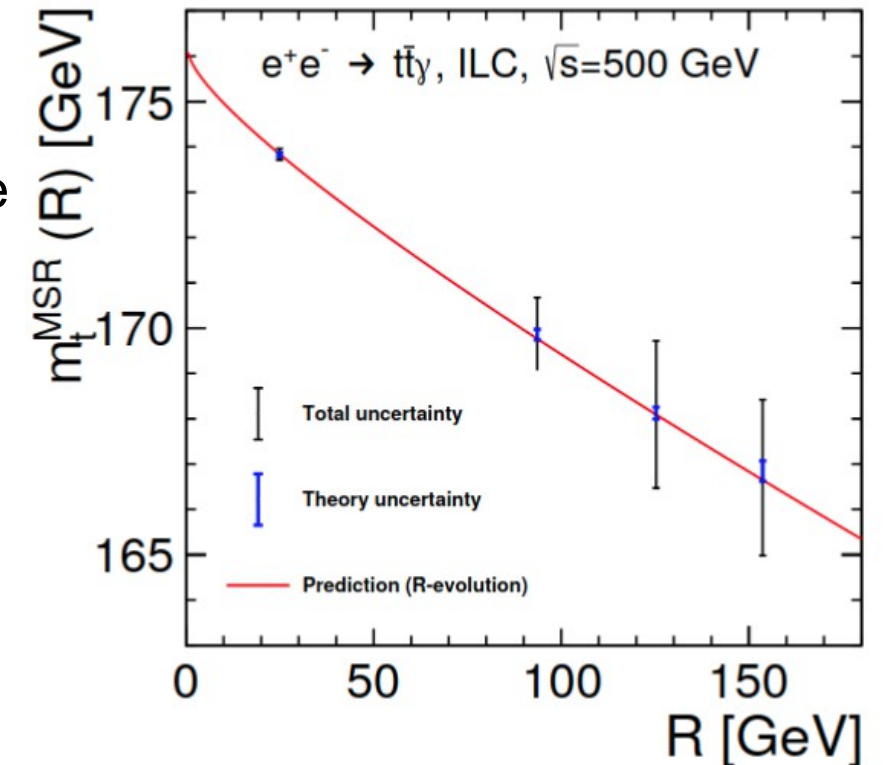 e⁺e⁻ → tt̄γ, ILC, √s=500 GeV
m_t^MSR (R) [GeV]
175
e
170
Total uncertainty
Theory uncertainty
165
Prediction (R-evolution)
0 50 100 150
R [GeV]